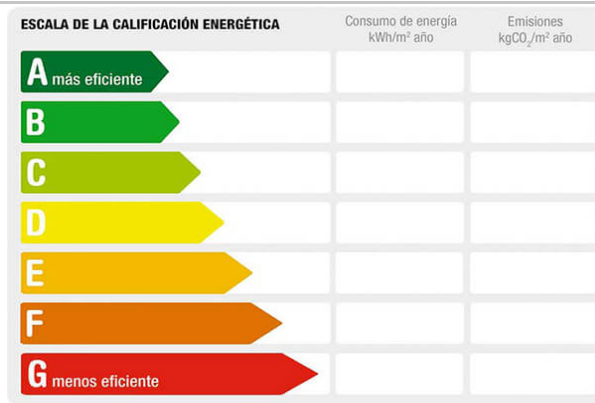 ESCALA DE LA CALIFICACIÓN ENERGÉTICA
Consumo de energía
kWh/m² año
Emisiones
kgCO₂/m² año
A más eficiente
B
C
D
E
F
G menos eficiente